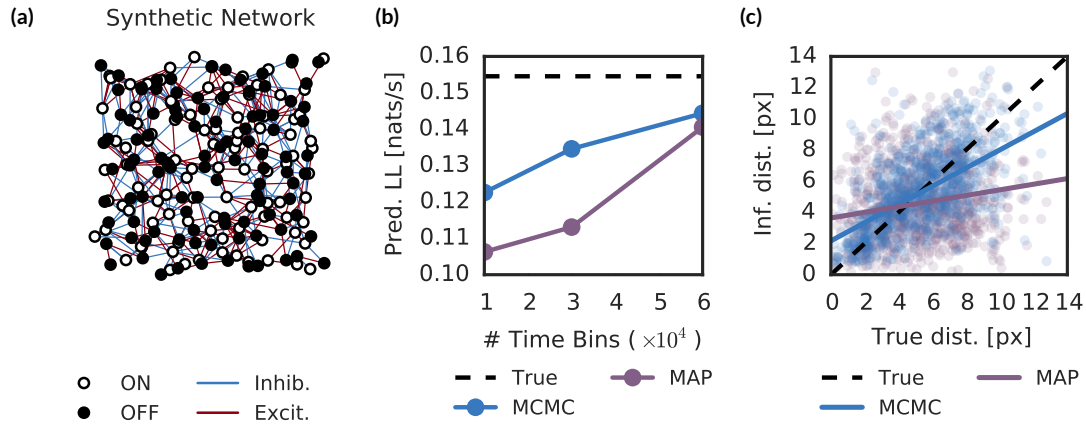 (a)
Synthetic Network
ON
OFF
Inhib.
Excit.
(b)
Pred. LL [nats/s]
0.16
0.15
0.14
0.13
0.12
0.11
0.10
1 2 3 4 5 6
# Time Bins ( ×10⁴ )
True
MAP
MCMC
(c)
Inf. dist. [px]
14
12
10
8
6
4
2
0
0 2 4 6 8 10 12 14
True dist. [px]
True
MAP
MCMC